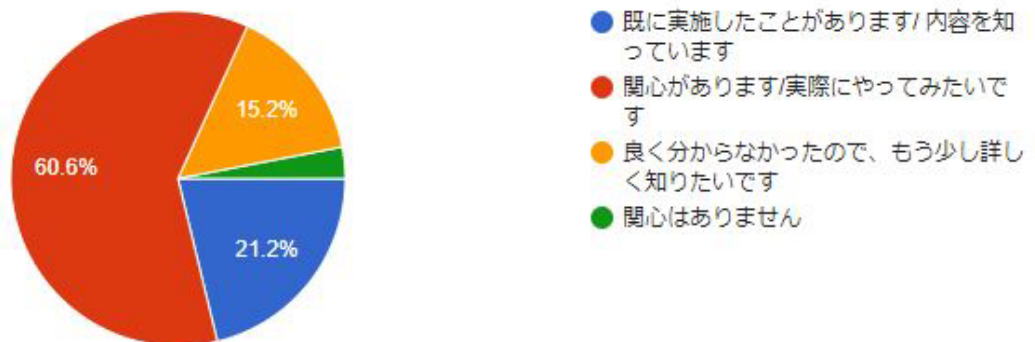 既に実施したことがあります/ 内容を知
っています
関心があります/実際にやってみたいで
す
良く分からなかったので、もう少し詳し
く知りたいです
関心はありません
15.2%
60.6%
21.2%